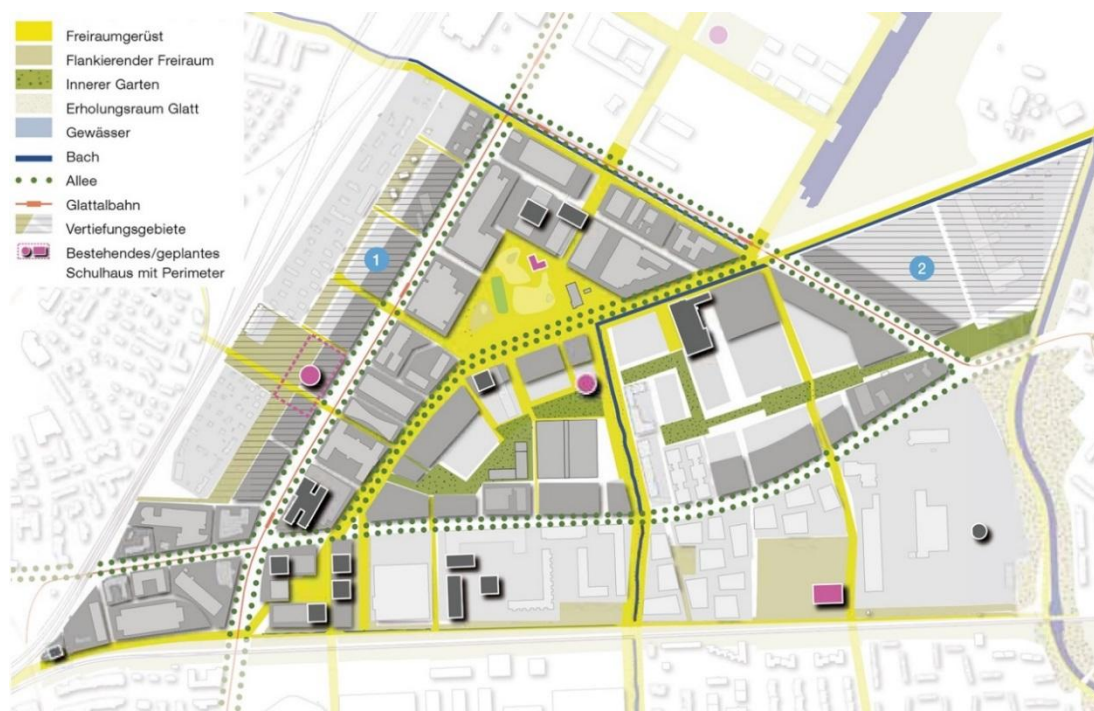 Freiraumgerüst
Flankierender Freiraum
Innerer Garten
Erholungsraum Glatt
Gewässer
Bach
Allee
Glattalbahn
Vertiefungsgebiete
Bestehendes/geplantes
Schulhaus mit Perimeter
1
2